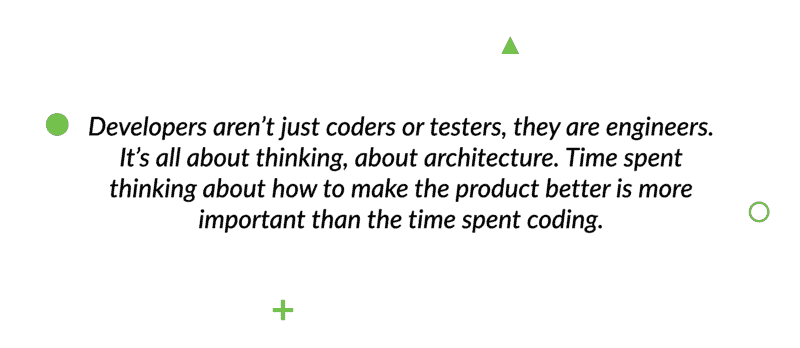 Developers aren’t just coders or testers, they are engineers.
It’s all about thinking, about architecture. Time spent
thinking about how to make the product better is more
important than the time spent coding.